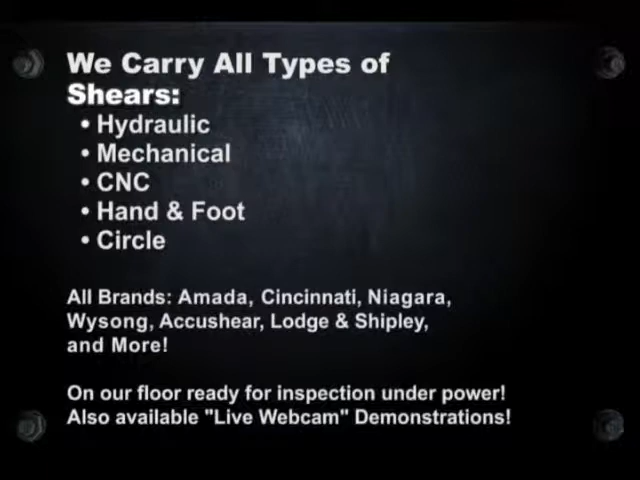 We Carry All Types of
Shears:
• Hydraulic
• Mechanical
• CNC
• Hand & Foot
• Circle
All Brands: Amada, Cincinnati, Niagara,
Wysong, Accushear, Lodge & Shipley,
and More!
On our floor ready for inspection under power!
Also available "Live Webcam" Demonstrations!